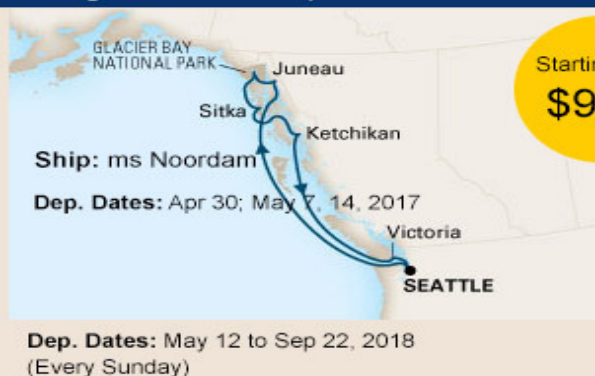 GLACIER BAY
NATIONAL PARK
Juneau
Startin
$9
Sitka
Ketchikan
Ship: ms Noordam
Dep. Dates: Apr 30; May 7, 14, 2017
Victoria
SEATTLE
Dep. Dates: May 12 to Sep 22, 2018
(Every Sunday)